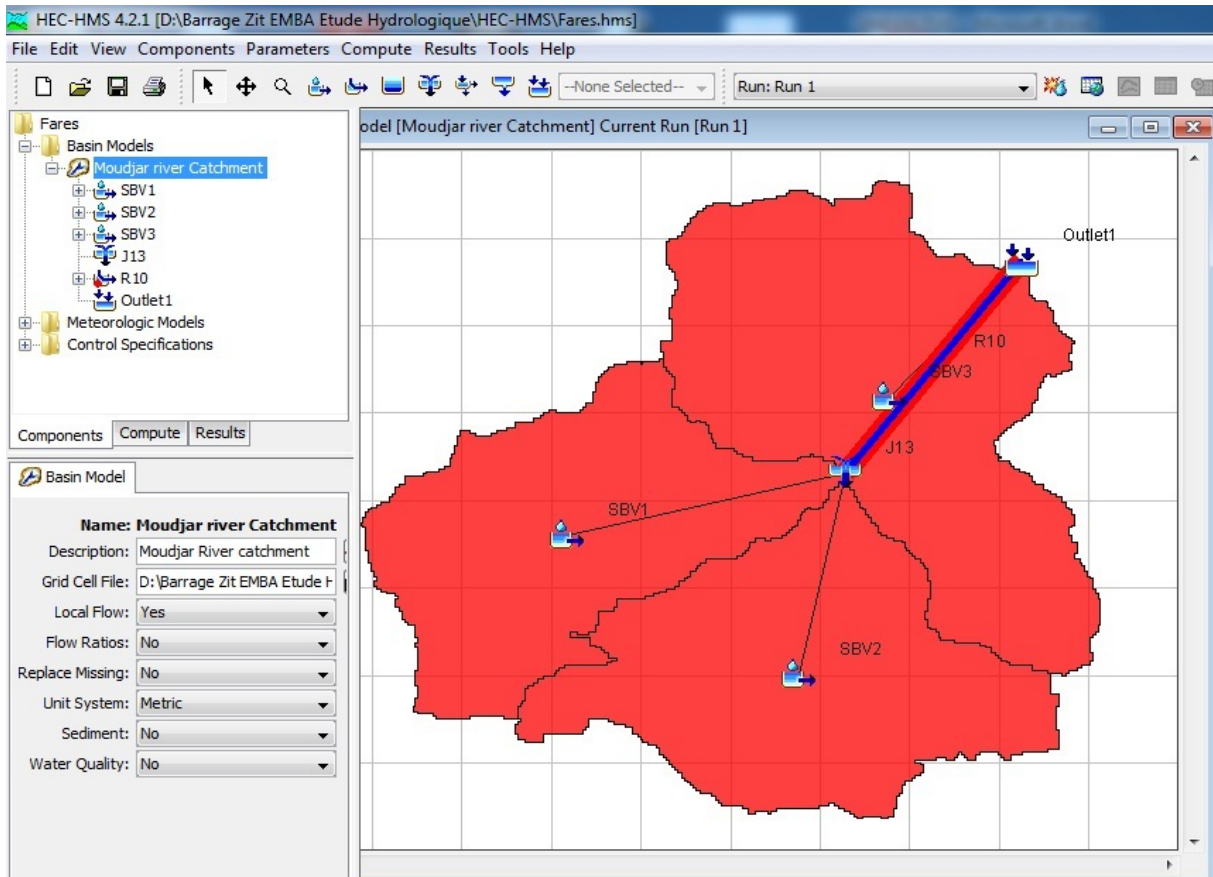 HEC-HMS 4.2.1 [D:\Barrage Zit EMBA Etude Hydrologique\HEC-HMS\Fares.hms]
File Edit View Components Parameters Compute Results Tools Help
--None Selected--
Run: Run 1
Fares
Basin Models
Moudjar river Catchment
SBV1
SBV2
SBV3
J13
R10
Outlet1
Meteorologic Models
Control Specifications
Components Compute Results
Basin Model
Name: Moudjar river Catchment
Description: Moudjar River catchment
Grid Cell File: D:\Barrage Zit EMBA Etude H
Local Flow: Yes
Flow Ratios: No
Replace Missing: No
Unit System: Metric
Sediment: No
Water Quality: No
odel [Moudjar river Catchment] Current Run [Run 1]
Outlet1
R10
SBV3
J13
SBV1
SBV2